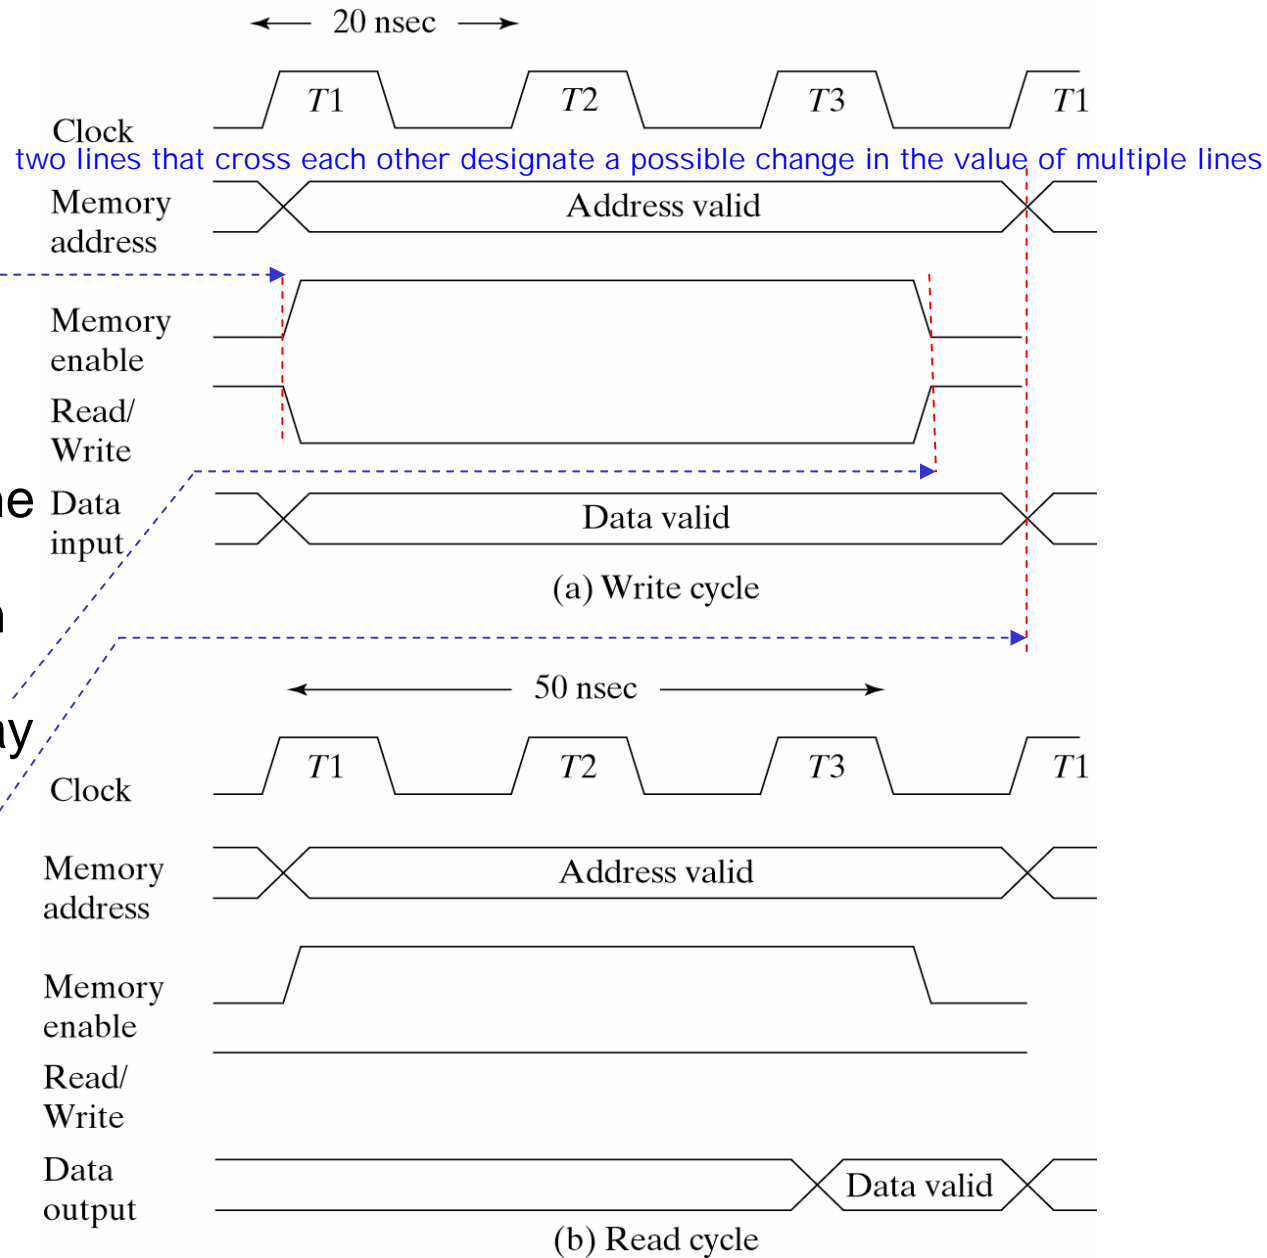 20 nsec
T1 T2 T3 T1
Clock
two lines that cross each other designate a possible change in the value of multiple lines
Memory
address
Address valid
Memory
enable
Read/
Write
ne
Data
input
Data valid
(a) Write cycle
n
ay
50 nsec
T1 T2 T3 T1
Clock
Memory
address
Address valid
Memory
enable
Read/
Write
Data
output
Data valid
(b) Read cycle